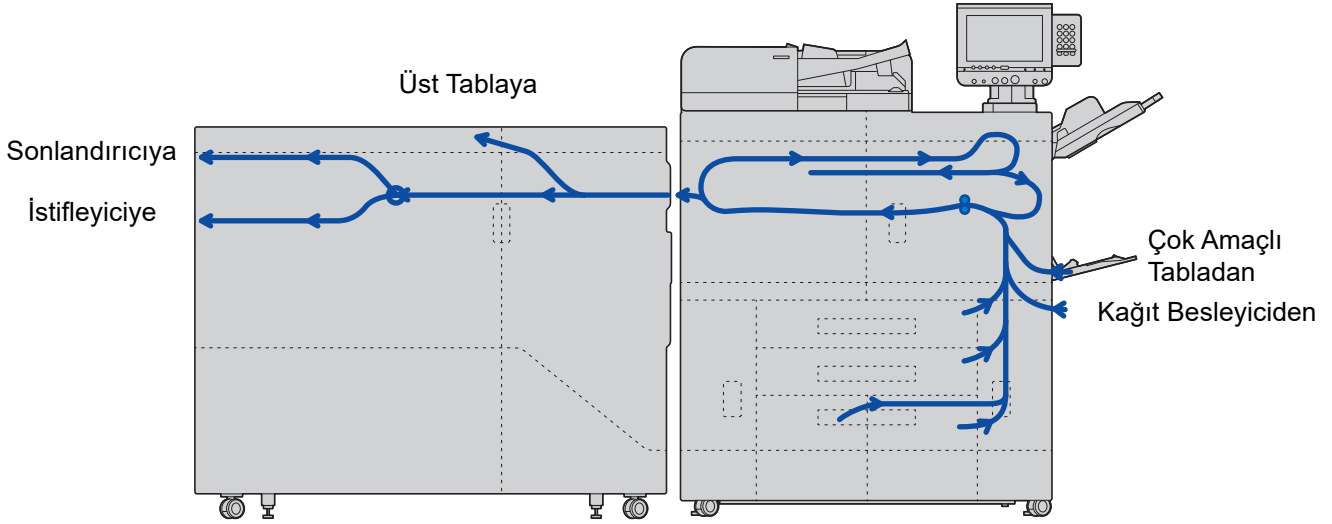 Üst Tablaya
Sonlandırıcıya
İstifleyiciye
Çok Amaçlı
Tabladan
Kağıt Besleyiciden